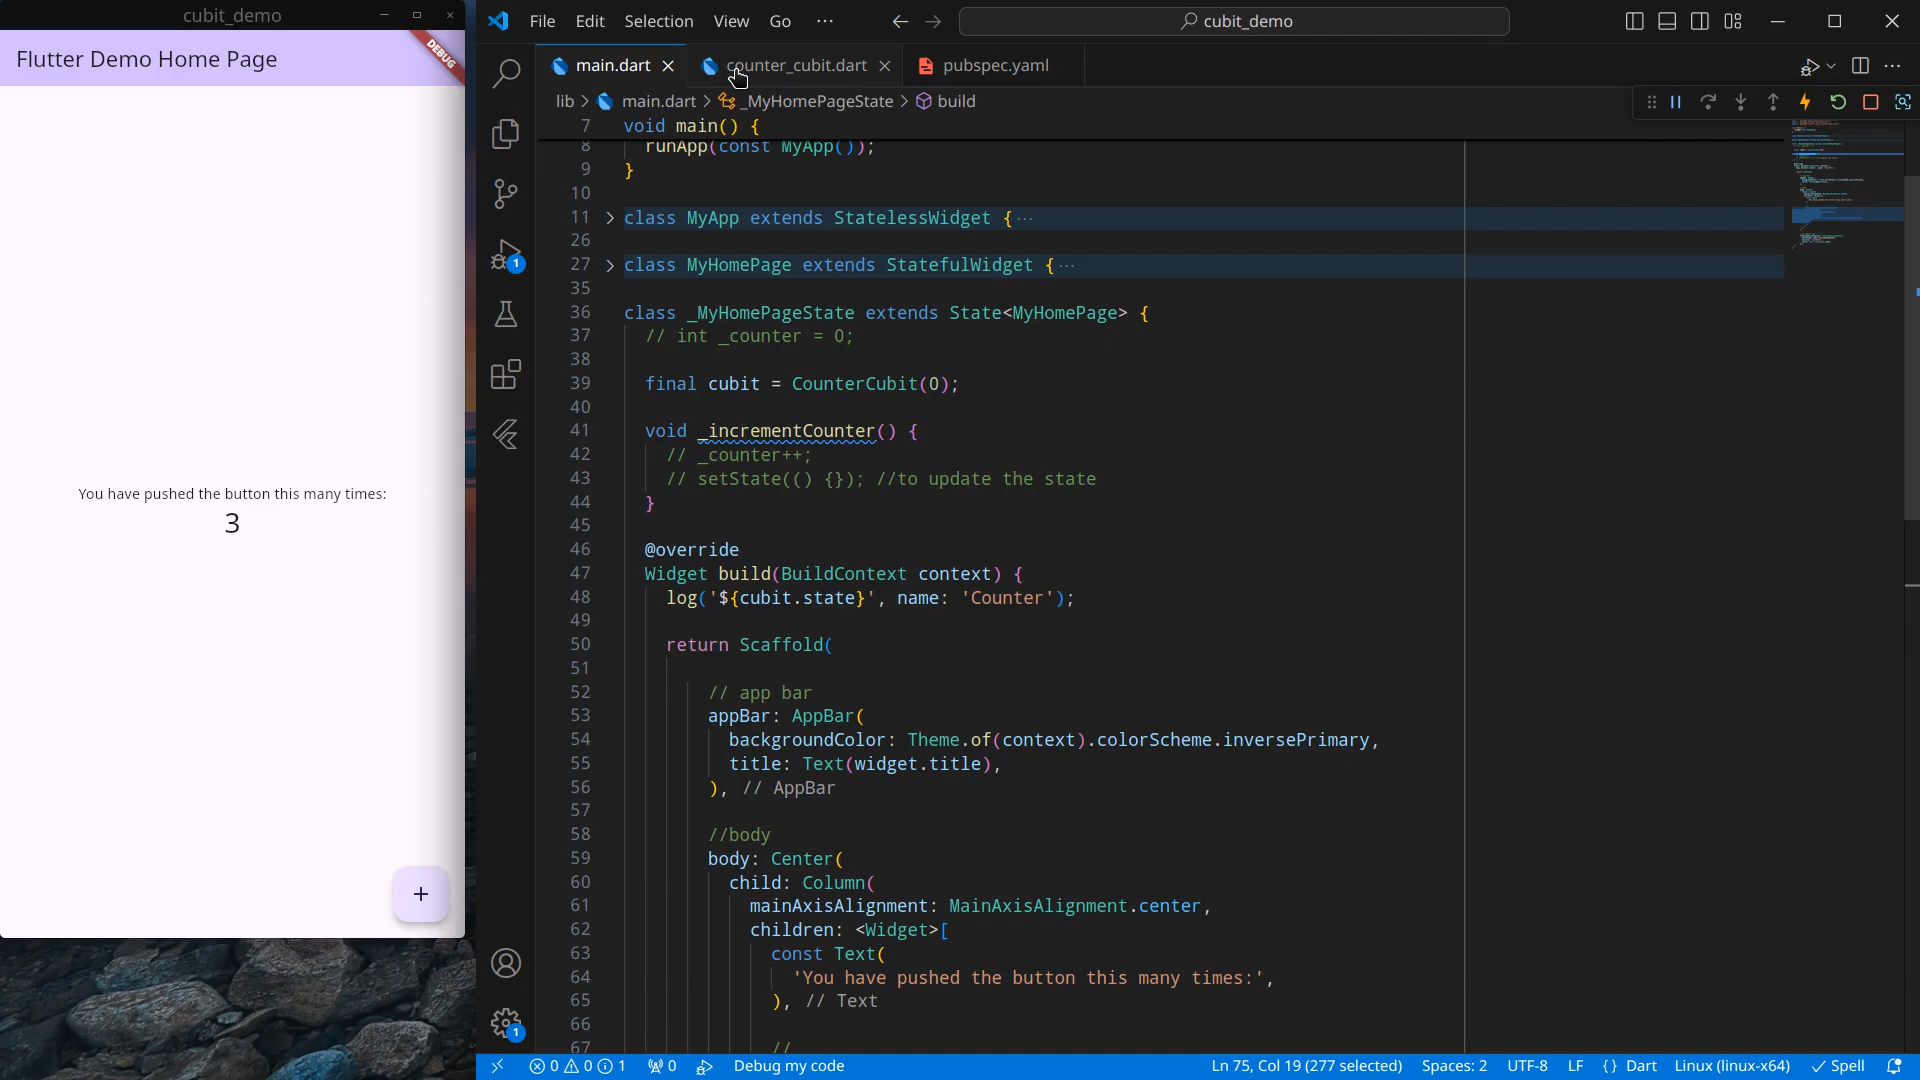 cubit_demo
Flutter Demo Home Page
DEBUG
You have pushed the button this many times:
3
+
File Edit Selection View Go ···
cubit_demo
main.dart
counter_cubit.dart
pubspec.yaml
lib > main.dart > _MyHomePageState > build
7 void main() {
8 runApp(const MyApp());
9 }
10
11 class MyApp extends StatelessWidget {···
26
27 class MyHomePage extends StatefulWidget {···
35
36 class _MyHomePageState extends State<MyHomePage> {
37 // int _counter = 0;
38
39 final cubit = CounterCubit(0);
40
41 void _incrementCounter() {
42 // _counter++;
43 // setState(() {}); //to update the state
44 }
45
46 @override
47 Widget build(BuildContext context) {
48 log('${cubit.state}', name: 'Counter');
49
50 return Scaffold(
51
52 // app bar
53 appBar: AppBar(
54 backgroundColor: Theme.of(context).colorScheme.inversePrimary,
55 title: Text(widget.title),
56 ), // AppBar
57
58 //body
59 body: Center(
60 child: Column(
61 mainAxisAlignment: MainAxisAlignment.center,
62 children: <Widget>[
63 const Text(
64 'You have pushed the button this many times:',
65 ), // Text
66
67 //
1
1
0 0 1 0 Debug my code Ln 75, Col 19 (277 selected) Spaces: 2 UTF-8 LF {} Dart Linux (linux-x64) Spell